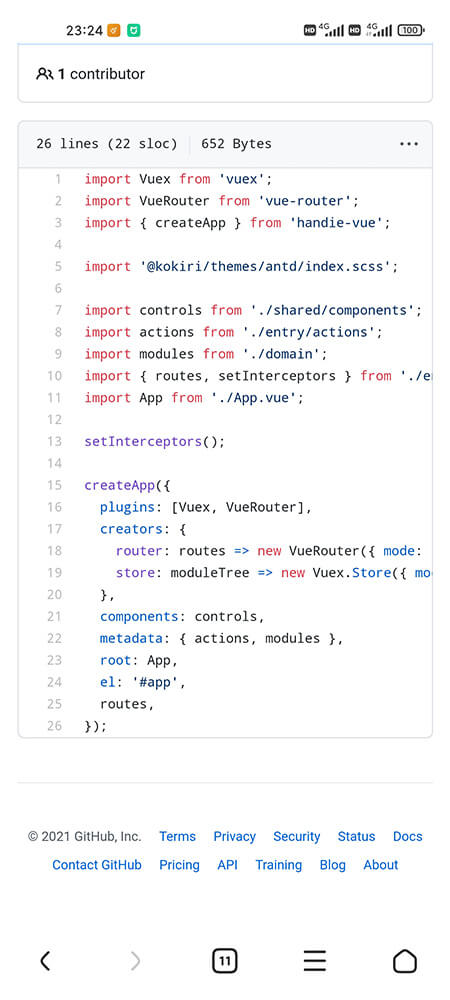 23:24 HD 4G HD 4G 100
1 contributor
26 lines (22 sloc) 652 Bytes
1 import Vuex from 'vuex';
2 import VueRouter from 'vue-router';
3 import { createApp } from 'handie-vue';
4
5 import '@kokiri/themes/antd/index.scss';
6
7 import controls from './shared/components';
8 import actions from './entry/actions';
9 import modules from './domain';
10 import { routes, setInterceptors } from './e
11 import App from './App.vue';
12
13 setInterceptors();
14
15 createApp({
16 plugins: [Vuex, VueRouter],
17 creators: {
18 router: routes => new VueRouter({ mode:
19 store: moduleTree => new Vuex.Store({ mo
20 },
21 components: controls,
22 metadata: { actions, modules },
23 root: App,
24 el: '#app',
25 routes,
26 });
© 2021 GitHub, Inc. Terms Privacy Security Status Docs
Contact GitHub Pricing API Training Blog About
11